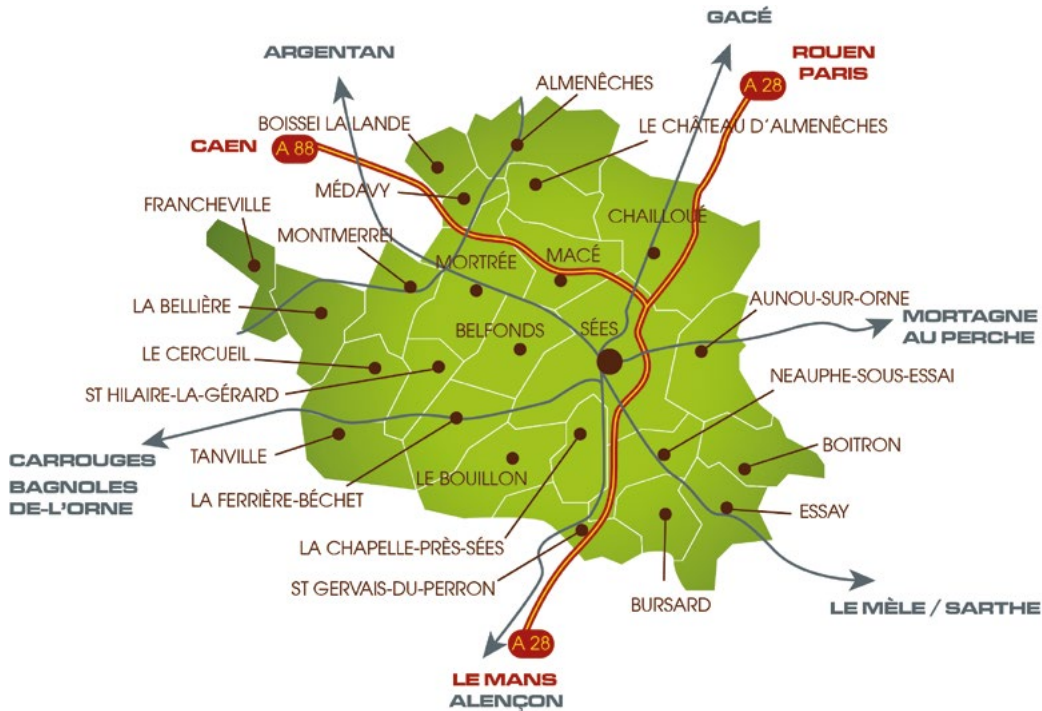 GACÉ
ARGENTAN
ROUEN
PARIS
A 28
ALMENÊCHES
BOISSEI LA LANDE
LE CHÂTEAU D'ALMENÊCHES
CAEN
A 88
MÉDAVY
FRANCHEVILLE
CHAILLOUÉ
MONTMERREI
MORTRÉE
MACÉ
LA BELLIÈRE
AUNOU-SUR-ORNE
MORTAGNE
AU PERCHE
BELFONDS
SÉES
LE CERCUEIL
NEAUPHE-SOUS-ESSAI
ST HILAIRE-LA-GÉRARD
CARROUGES
BAGNOLES
DE-L'ORNE
TANVILLE
BOITRON
LE BOUILLON
LA FERRIÈRE-BÉCHET
ESSAY
LA CHAPELLE-PRÈS-SÉES
ST GERVAIS-DU-PERRON
BURSARD
LE MÈLE / SARTHE
A 28
LE MANS
ALENÇON